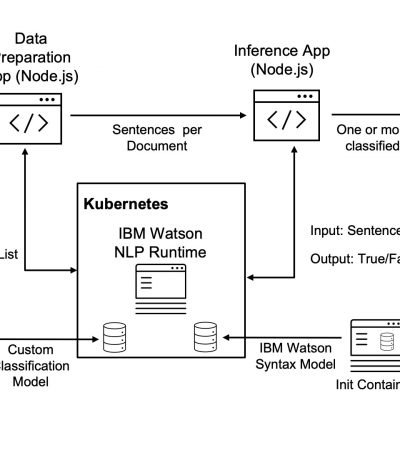 Data
reparation
pp (Node.js)
Inference App
(Node.js)
</>
</>
Sentences per
Document
One or mo
classified
Kubernetes
IBM Watson
NLP Runtime
Input: Sentence
Output: True/Fa
List
Custom
lassification
Model
IBM Watson
Syntax Model
Init Contain